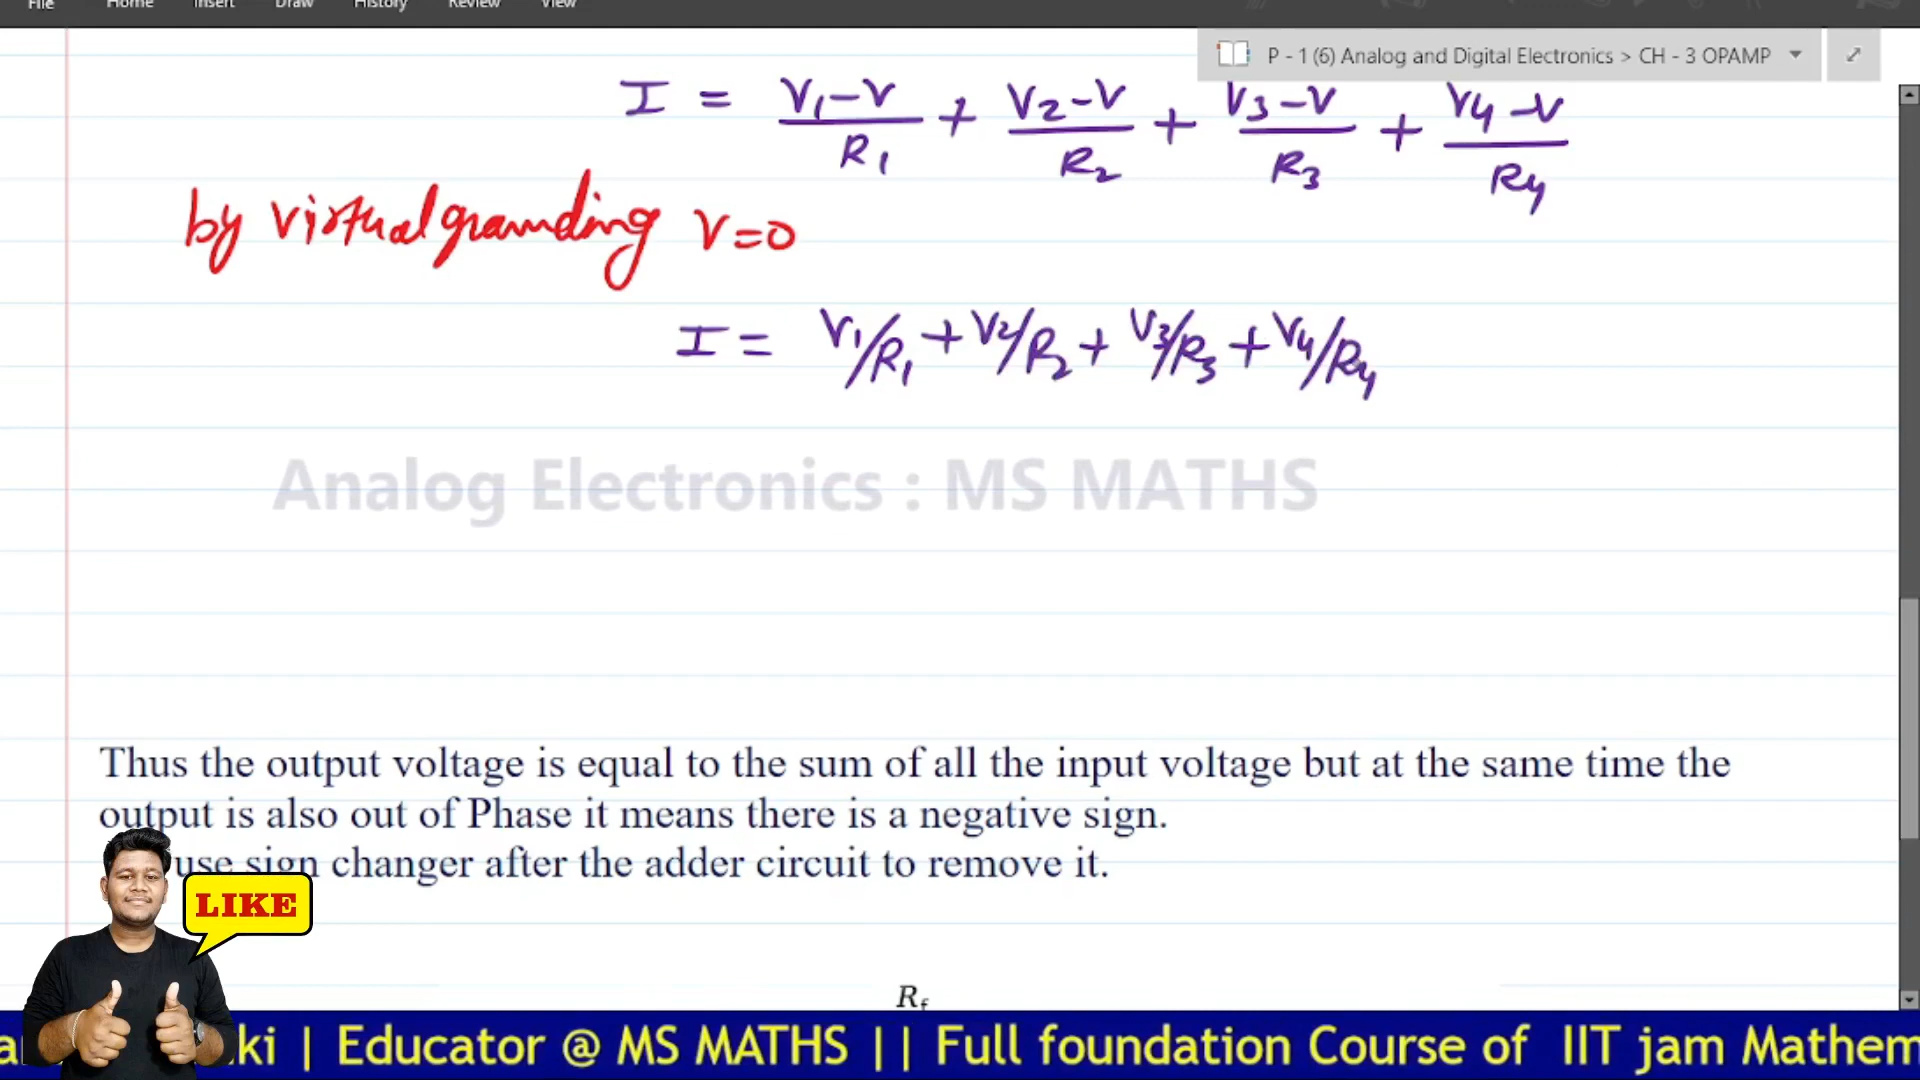 File Home Insert Draw History Review View
P - 1 (6) Analog and Digital Electronics > CH - 3 OPAMP
I = V1-V/R1 + V2-V/R2 + V3-V/R3 + V4-V/R4
by virtual grounding V=0
I = V1/R1 + V2/R2 + V3/R3 + V4/R4
Analog Electronics : MS MATHS
Thus the output voltage is equal to the sum of all the input voltage but at the same time the
output is also out of Phase it means there is a negative sign.
use sign changer after the adder circuit to remove it.
LIKE
Rf
ki | Educator @ MS MATHS || Full foundation Course of IIT jam Mathem